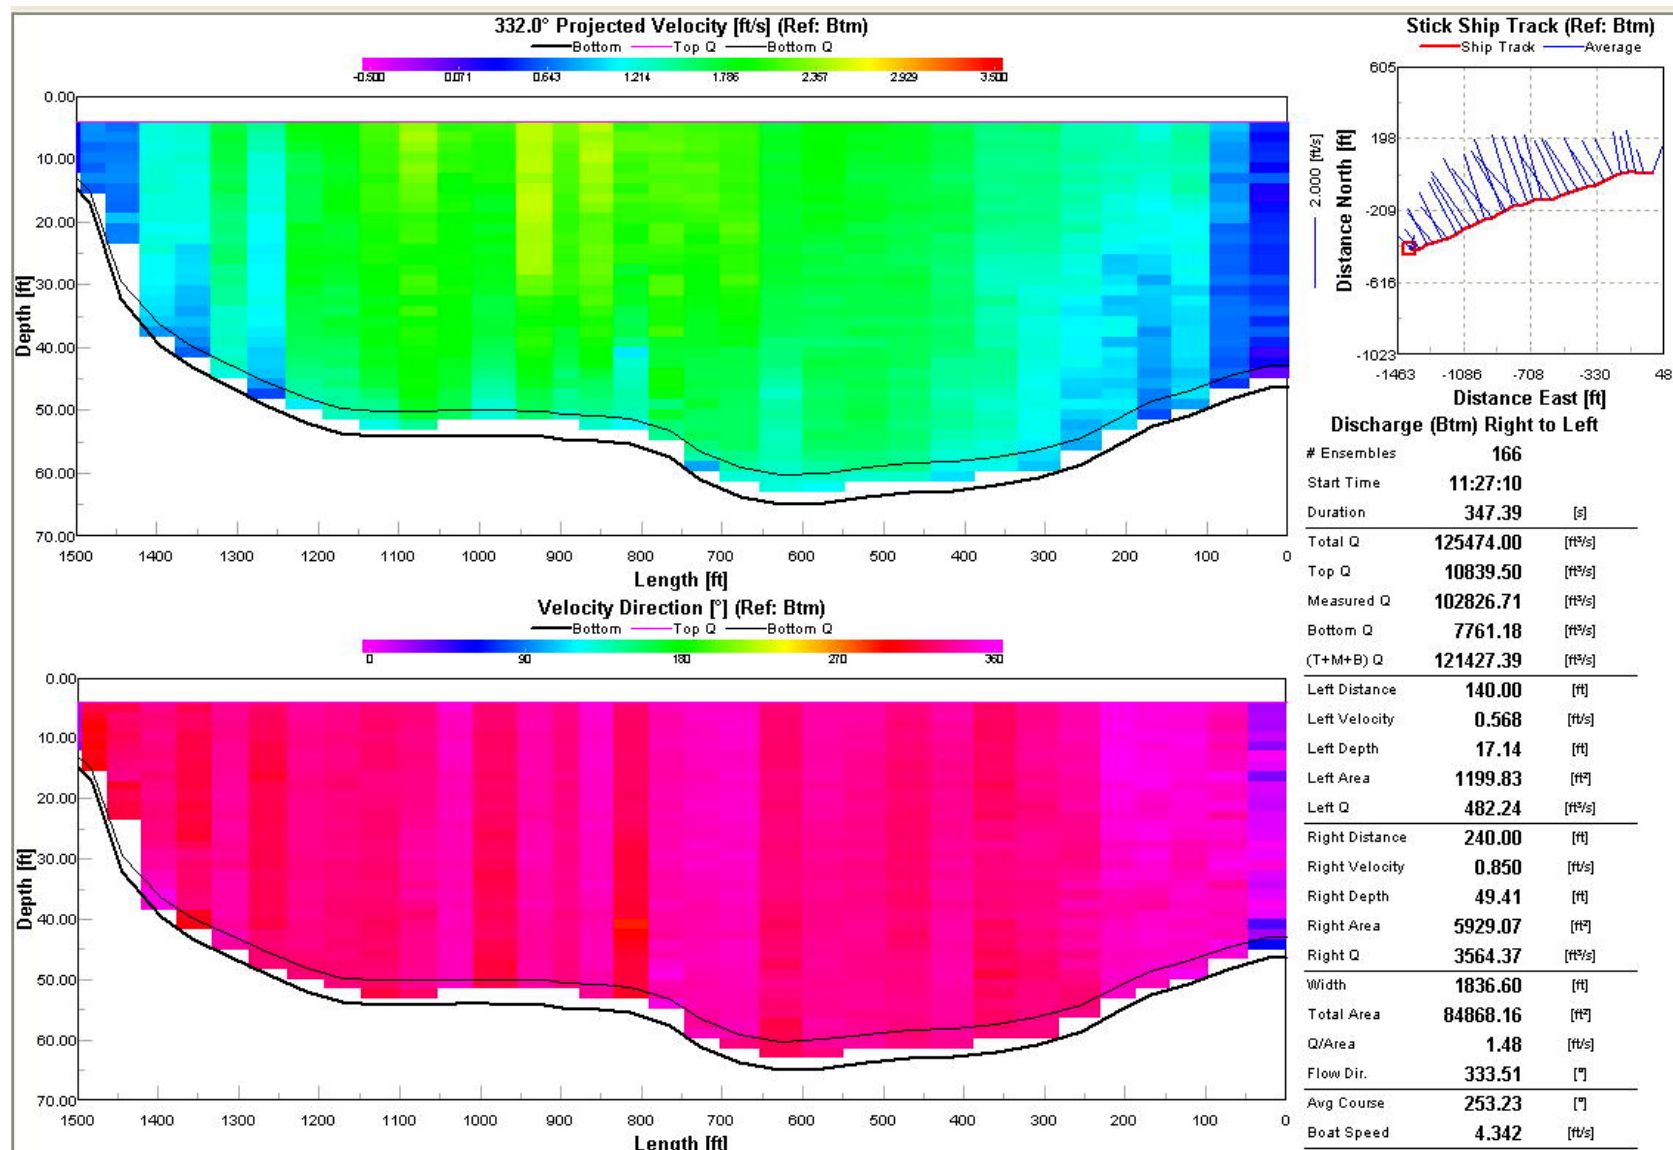 332.0° Projected Velocity [ft/s] (Ref: Btm)
Bottom Top Q Bottom Q
-0.500 0.071 0.643 1.214 1.786 2.357 2.929 3.500
0.00
10.00
20.00
30.00
40.00
50.00
60.00
70.00
Depth [ft]
1500 1400 1300 1200 1100 1000 900 800 700 600 500 400 300 200 100 0
Length [ft]
Velocity Direction [°] (Ref: Btm)
Bottom Top Q Bottom Q
0 90 180 270 360
0.00
10.00
20.00
30.00
40.00
50.00
60.00
70.00
Depth [ft]
1500 1400 1300 1200 1100 1000 900 800 700 600 500 400 300 200 100 0
Length [ft]
Stick Ship Track (Ref: Btm)
Ship Track Average
2.000 [ft/s]
Distance North [ft]
605
198
-209
-616
-1023
-1463 -1086 -708 -330 48
Distance East [ft]
Discharge (Btm) Right to Left
# Ensembles 166
Start Time 11:27:10
Duration 347.39 [s]
Total Q 125474.00 [ft³/s]
Top Q 10839.50 [ft³/s]
Measured Q 102826.71 [ft³/s]
Bottom Q 7761.18 [ft³/s]
(T+M+B) Q 121427.39 [ft³/s]
Left Distance 140.00 [ft]
Left Velocity 0.568 [ft/s]
Left Depth 17.14 [ft]
Left Area 1199.83 [ft²]
Left Q 482.24 [ft³/s]
Right Distance 240.00 [ft]
Right Velocity 0.850 [ft/s]
Right Depth 49.41 [ft]
Right Area 5929.07 [ft²]
Right Q 3564.37 [ft³/s]
Width 1836.60 [ft]
Total Area 84868.16 [ft²]
Q/Area 1.48 [ft/s]
Flow Dir. 333.51 [°]
Avg Course 253.23 [°]
Boat Speed 4.342 [ft/s]